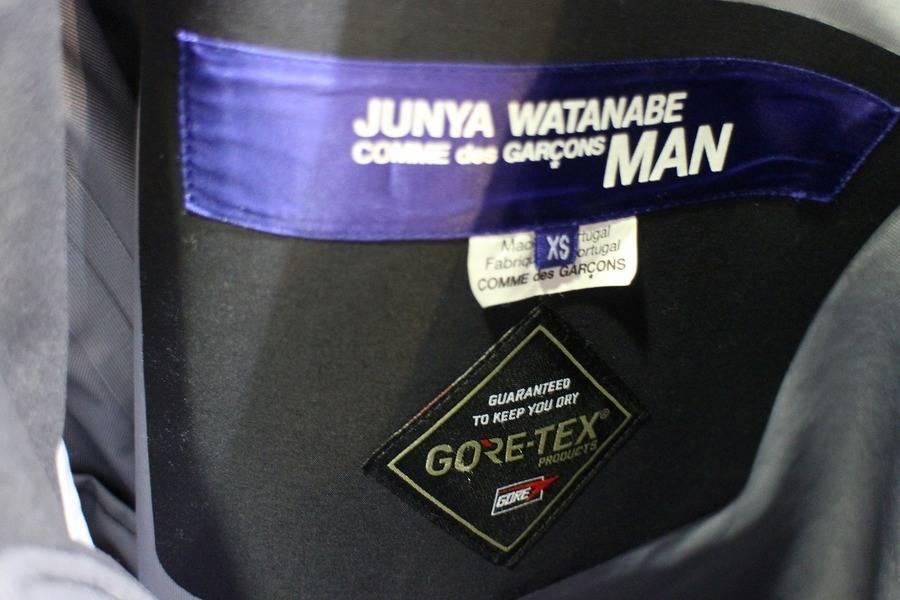 JUNYA WATANABE
COMME des GARÇONS MAN
XS
COMME des GARÇONS
GUARANTEED
TO KEEP YOU DRY
GORE-TEX®
PRODUCTS
GORE